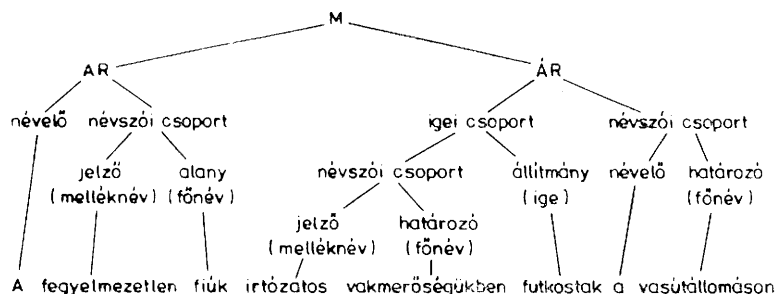 M
AR ÁR
névelő névszói csoport igei csoport névszói csoport
jelző alany névszói csoport állítmány névelő határozó
(melléknév) (főnév) (ige) (főnév)
jelző határozó
(melléknév) (főnév)
A fegyelmezetlen fiúk irtózatos vakmerőségükben futkostak a vasútállomáson